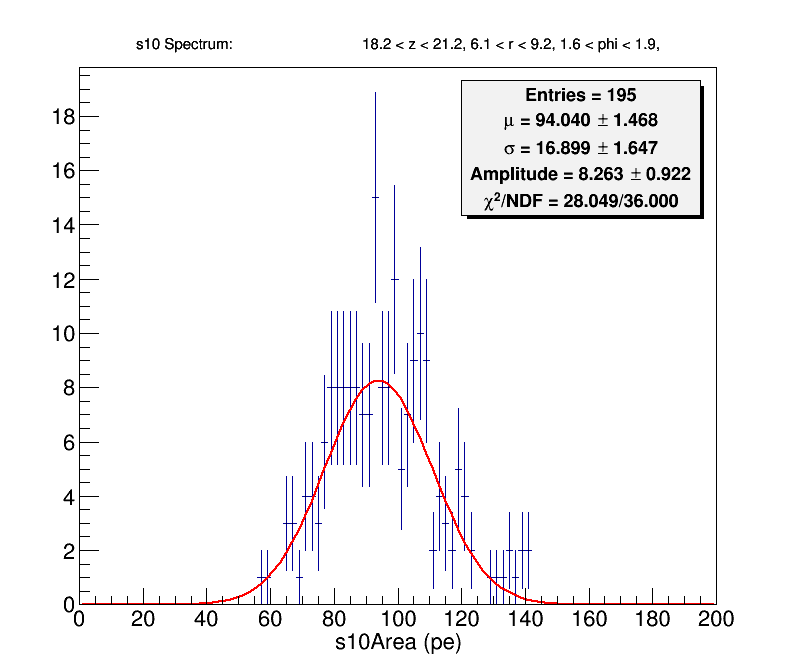 s10 Spectrum: 18.2 < z < 21.2, 6.1 < r < 9.2, 1.6 < phi < 1.9,
Entries = 195
μ = 94.040 ± 1.468
σ = 16.899 ± 1.647
Amplitude = 8.263 ± 0.922
χ²/NDF = 28.049/36.000
18
16
14
12
10
8
6
4
2
0
0 20 40 60 80 100 120 140 160 180 200
s10Area (pe)